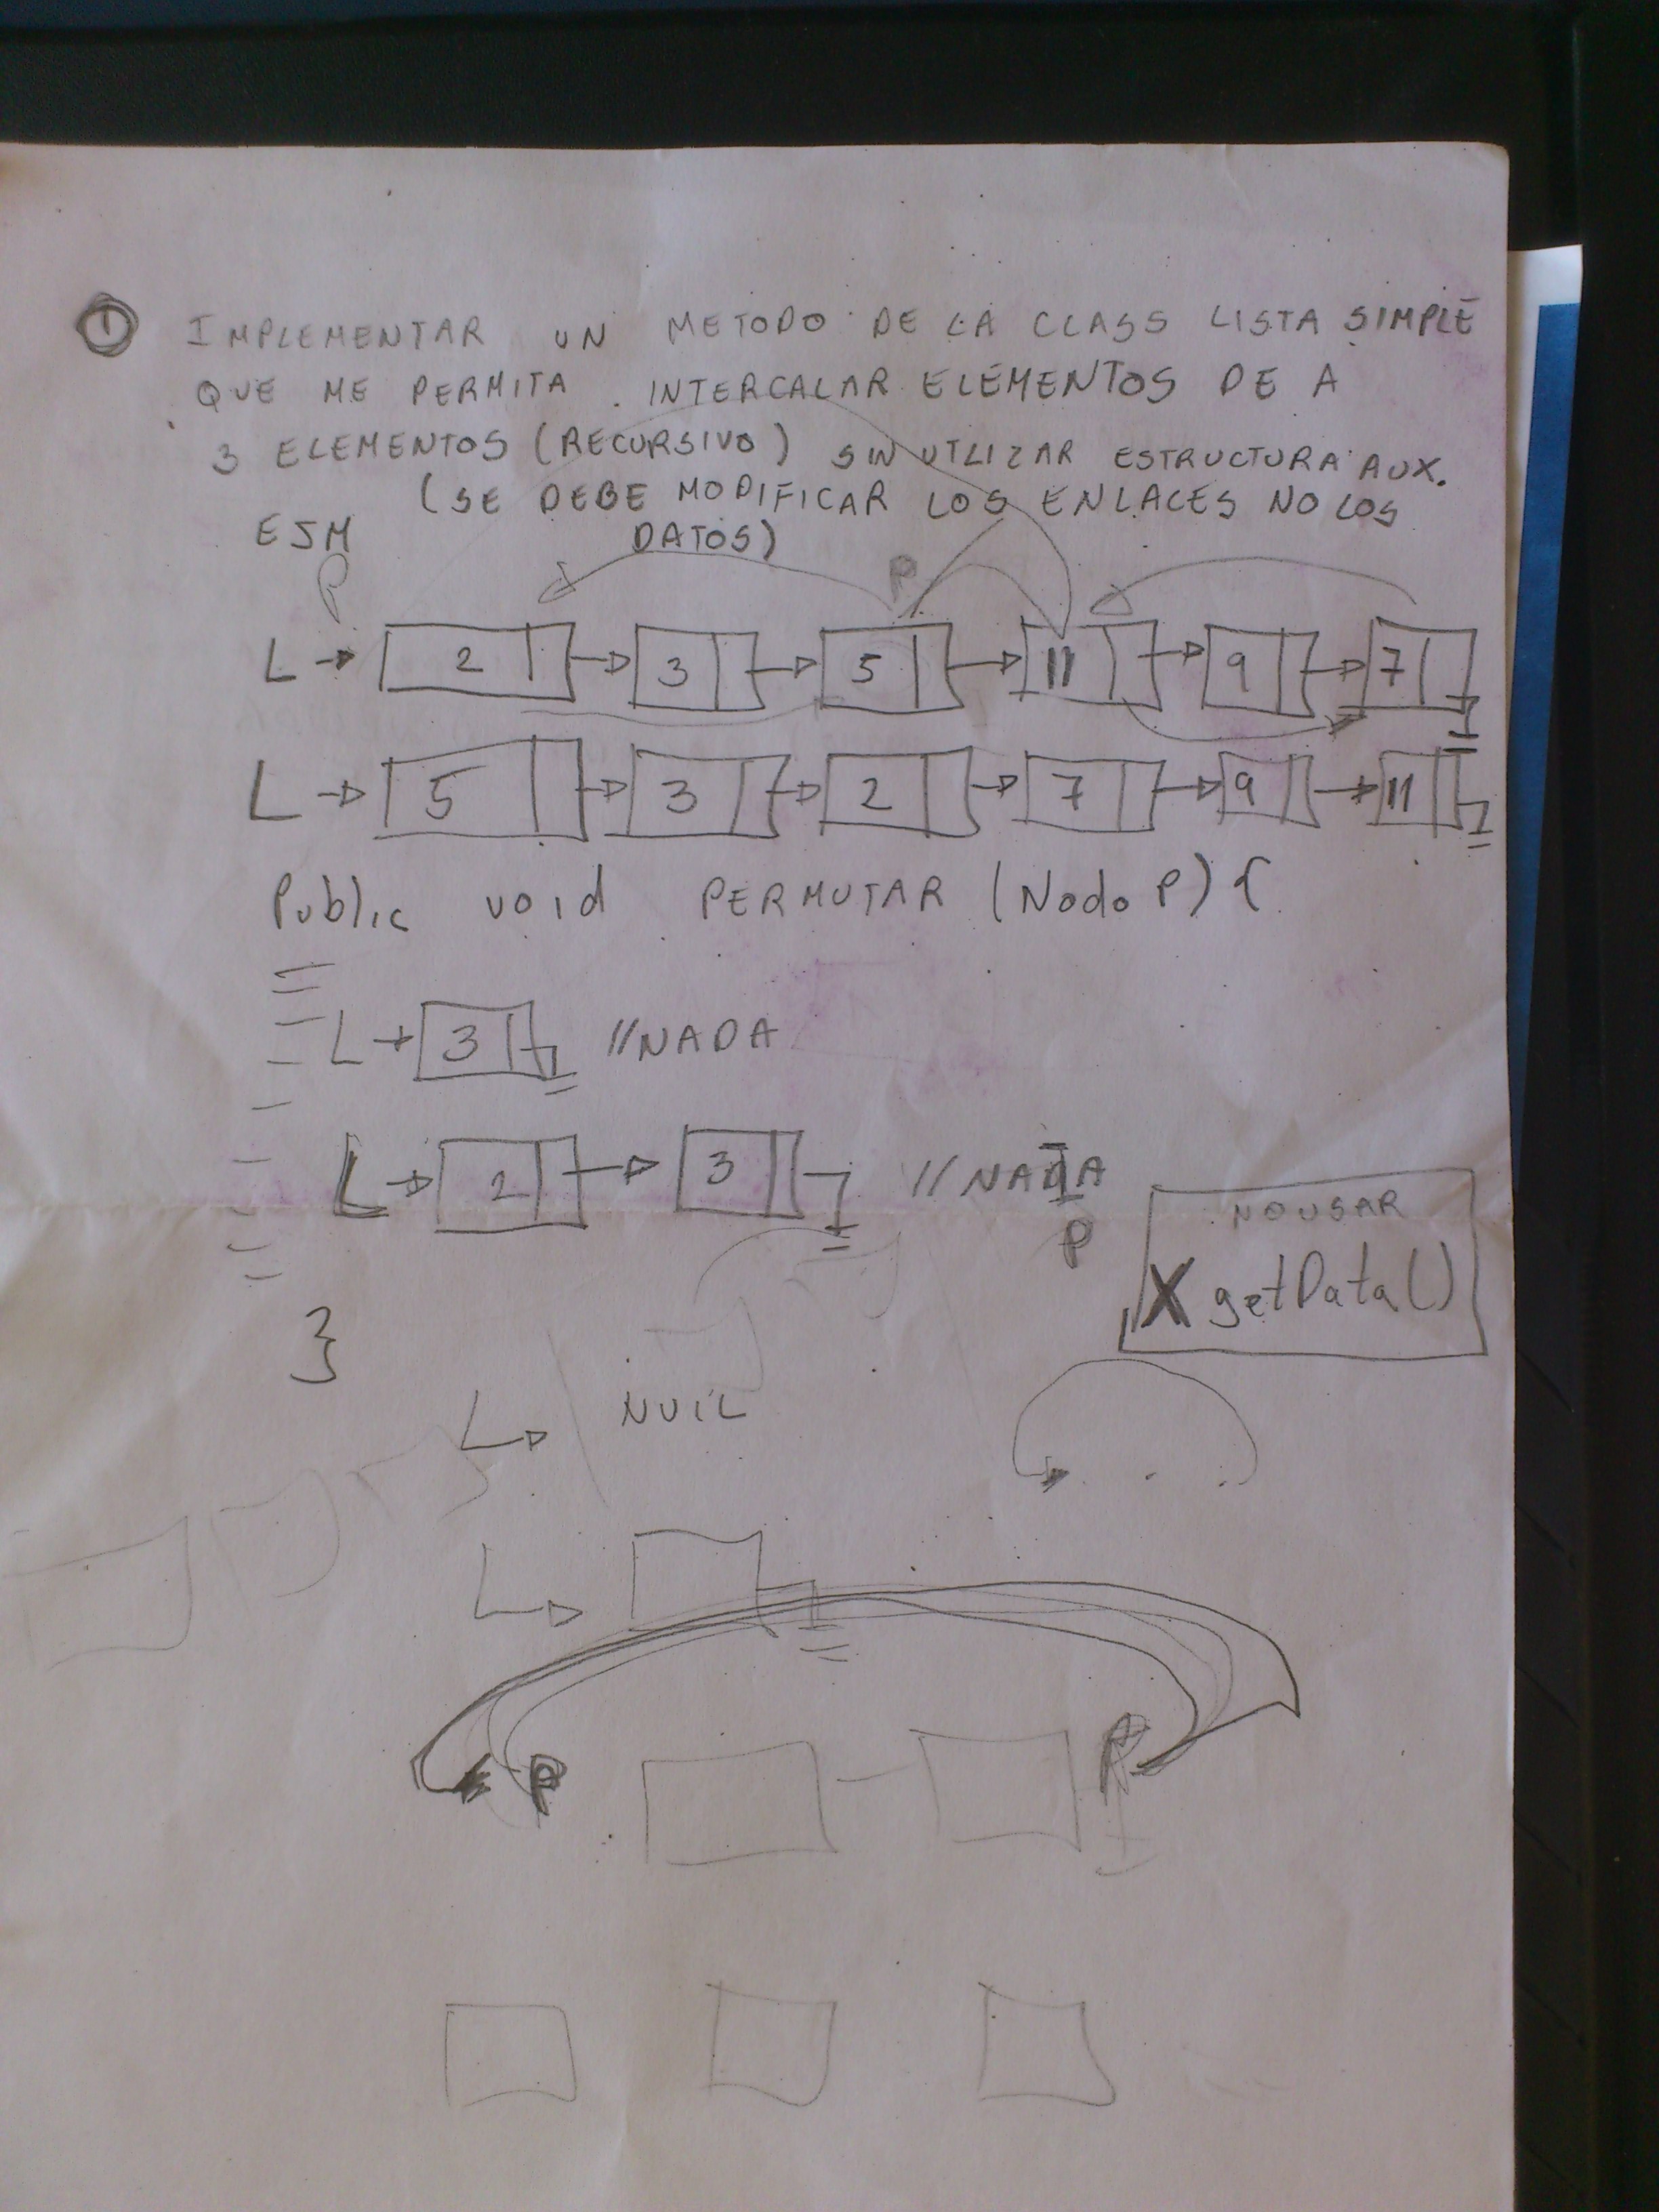 1 IMPLEMENTAR UN METODO DE LA CLASS LISTA SIMPLE
QUE ME PERMITA INTERCALAR ELEMENTOS DE A
3 ELEMENTOS (RECURSIVO) SIN UTLIZAR ESTRUCTURA AUX.
(SE DEBE MODIFICAR LOS ENLACES NO LOS
EJM DATOS)
P P
L → 2 3 5 11 9 7
L → 5 3 2 7 9 11
Public void PERMUTAR (Nodo P) {
L → 3 //NADA
L → 2 3 //NADA
P
NO USAR
X getData()
}
L NULL
L
P P